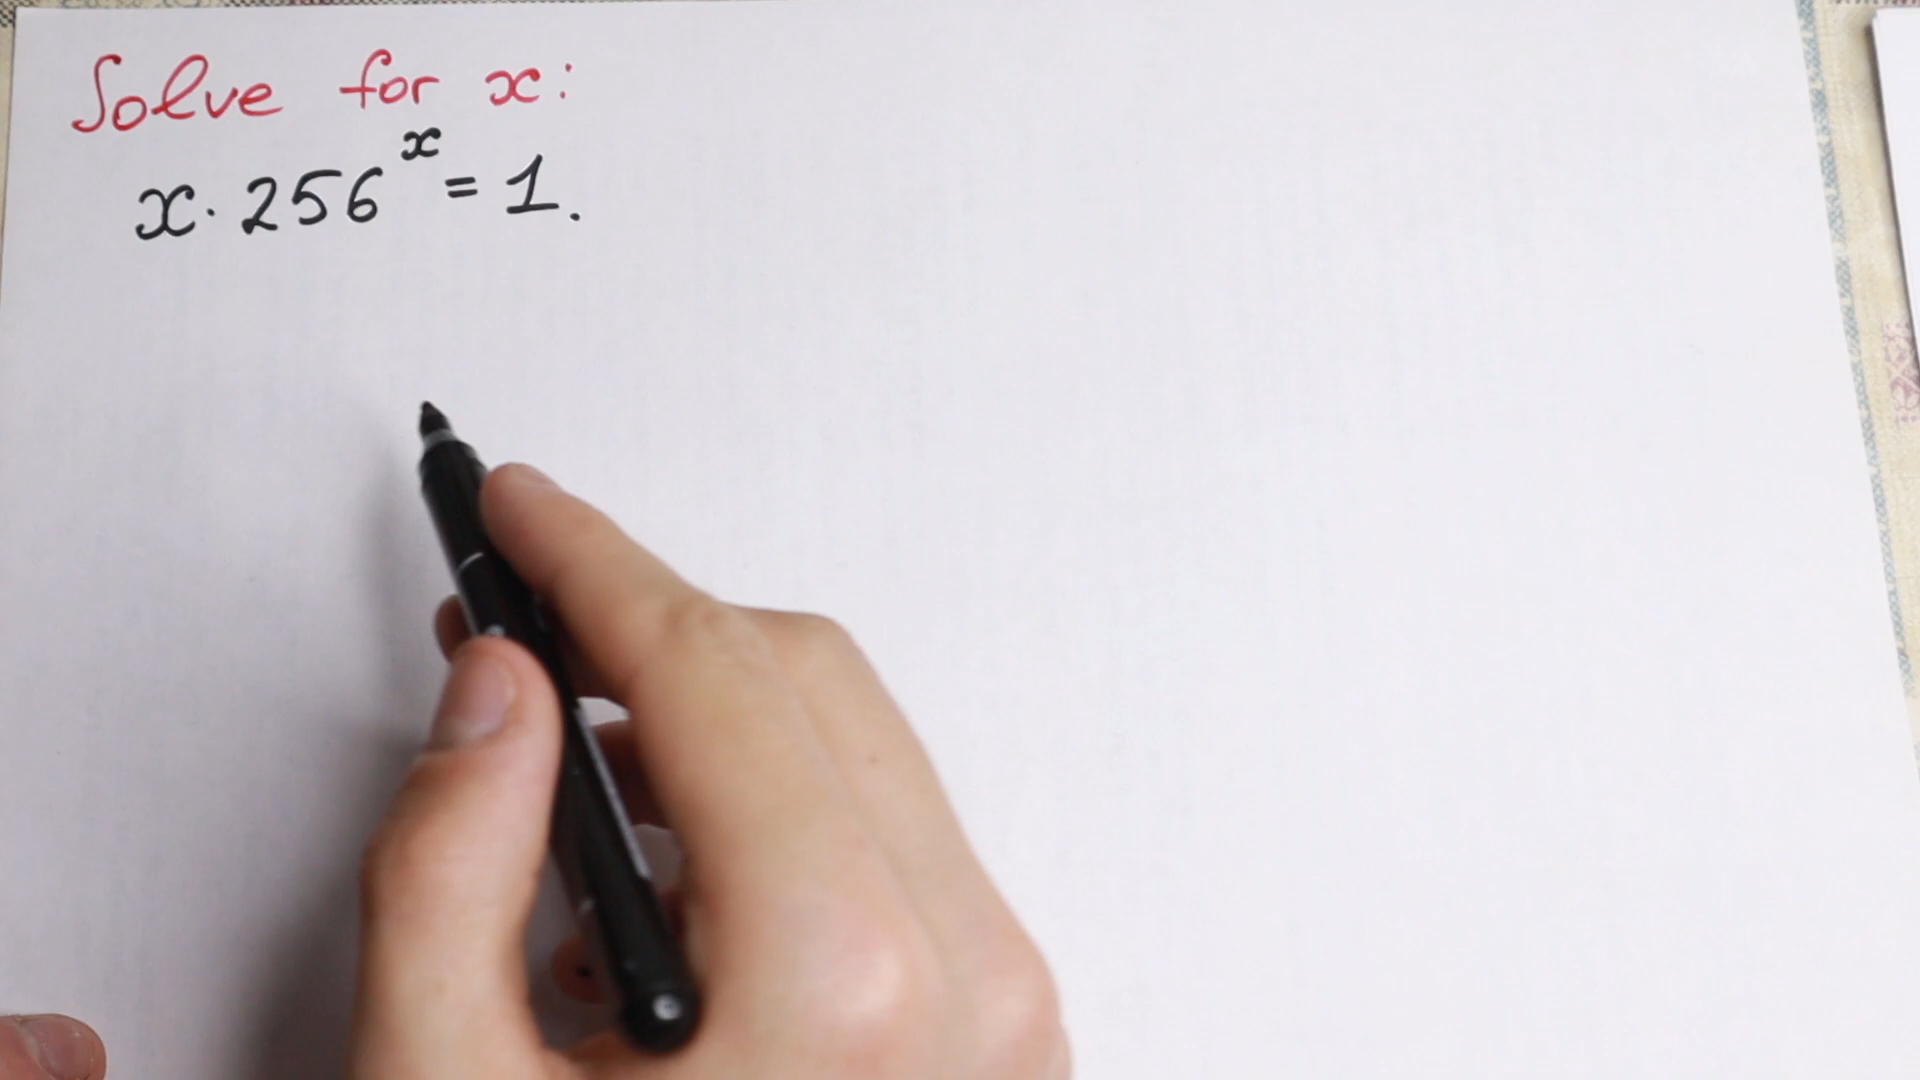 Solve for x:
x · 256^x = 1.